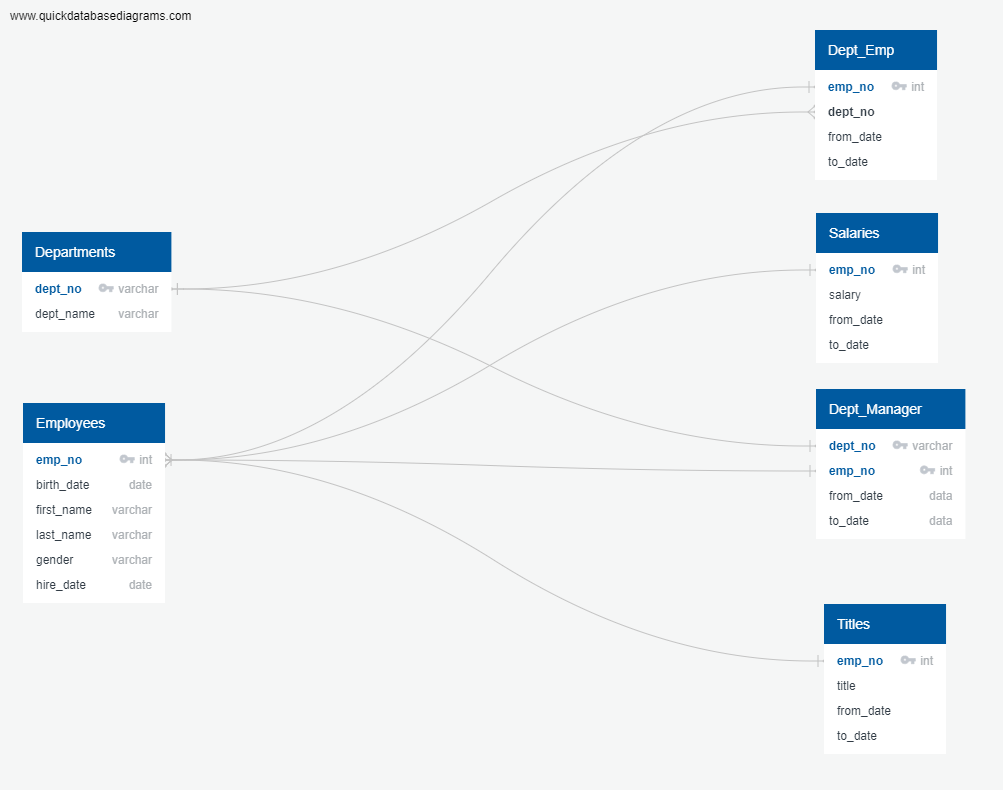 www.quickdatabasediagrams.com
Departments
dept_no varchar
dept_name varchar
Employees
emp_no int
birth_date date
first_name varchar
last_name varchar
gender varchar
hire_date date
Dept_Emp
emp_no int
dept_no
from_date
to_date
Salaries
emp_no int
salary
from_date
to_date
Dept_Manager
dept_no varchar
emp_no int
from_date data
to_date data
Titles
emp_no int
title
from_date
to_date